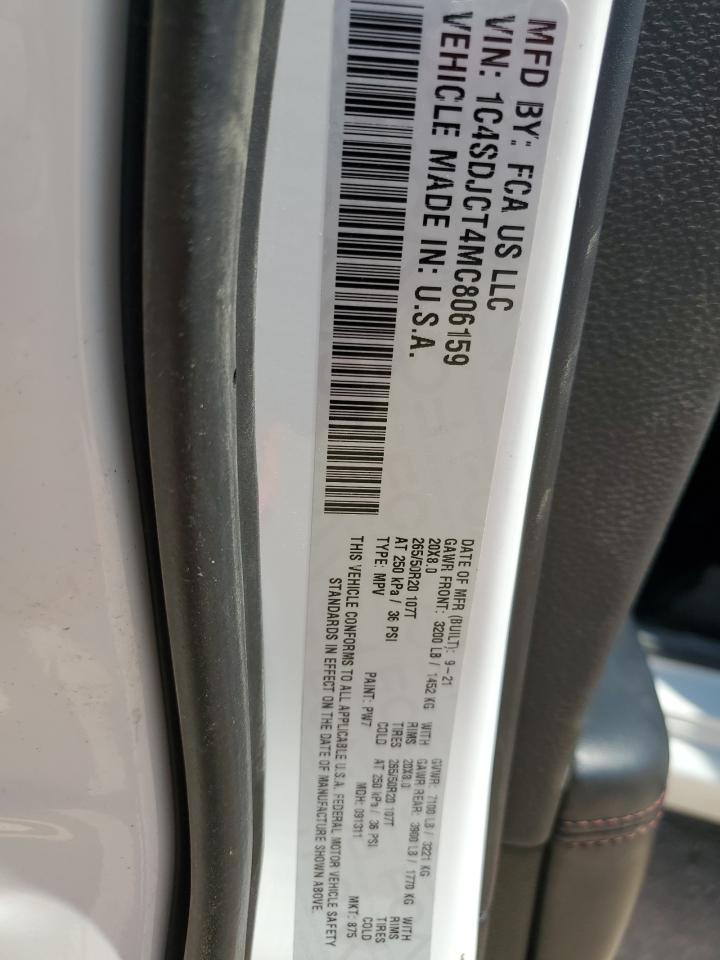 MFD BY: FCA US LLC
VIN: 1C4SDJCT4MC806159
VEHICLE MADE IN: U.S.A.
DATE OF MFR (BUILT): 9-21 GVWR: 7100 LB / 3221 KG
GAWR FRONT: 3200 LB / 1452 KG WITH GAWR REAR: 3900 LB / 1770 KG WITH
20X8.0 RIMS 20X8.0 RIMS
265/50R20 107T TIRES 265/50R20 107T TIRES
AT 250 kPa / 36 PSI COLD AT 250 kPa / 36 PSI COLD
TYPE: MPV PAINT: PW7 MDH: 091311 MKT: 875
THIS VEHICLE CONFORMS TO ALL APPLICABLE U.S.A. FEDERAL MOTOR VEHICLE SAFETY
STANDARDS IN EFFECT ON THE DATE OF MANUFACTURE SHOWN ABOVE.